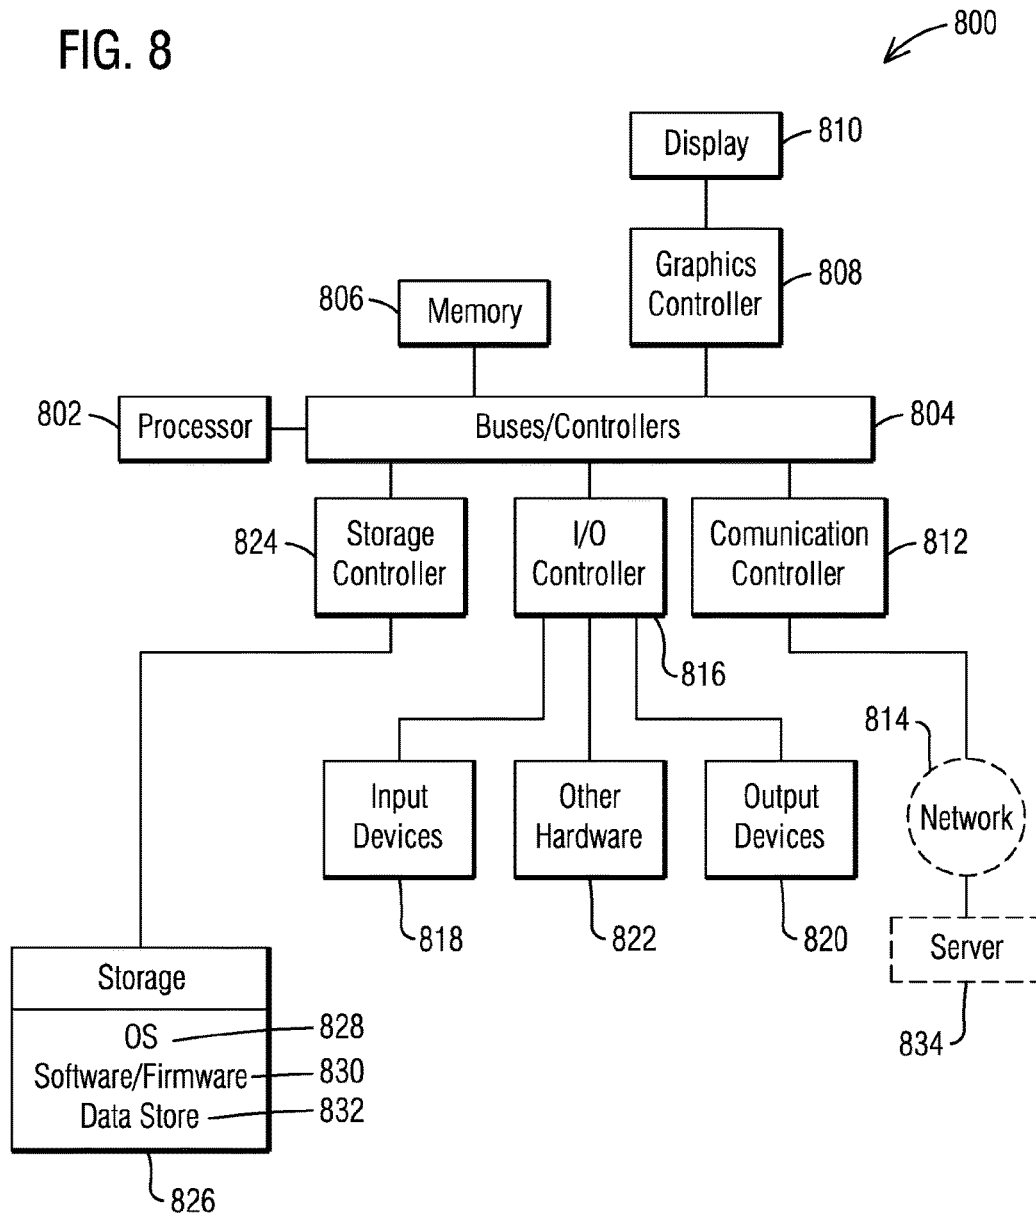 FIG. 8
800
Display
810
Graphics
Controller
808
806
Memory
802
Processor
Buses/Controllers
804
824
Storage
Controller
I/O
Controller
816
Comunication
Controller
812
814
Network
Input
Devices
818
Other
Hardware
822
Output
Devices
820
Server
834
Storage
OS
828
Software/Firmware
830
Data Store
832
826